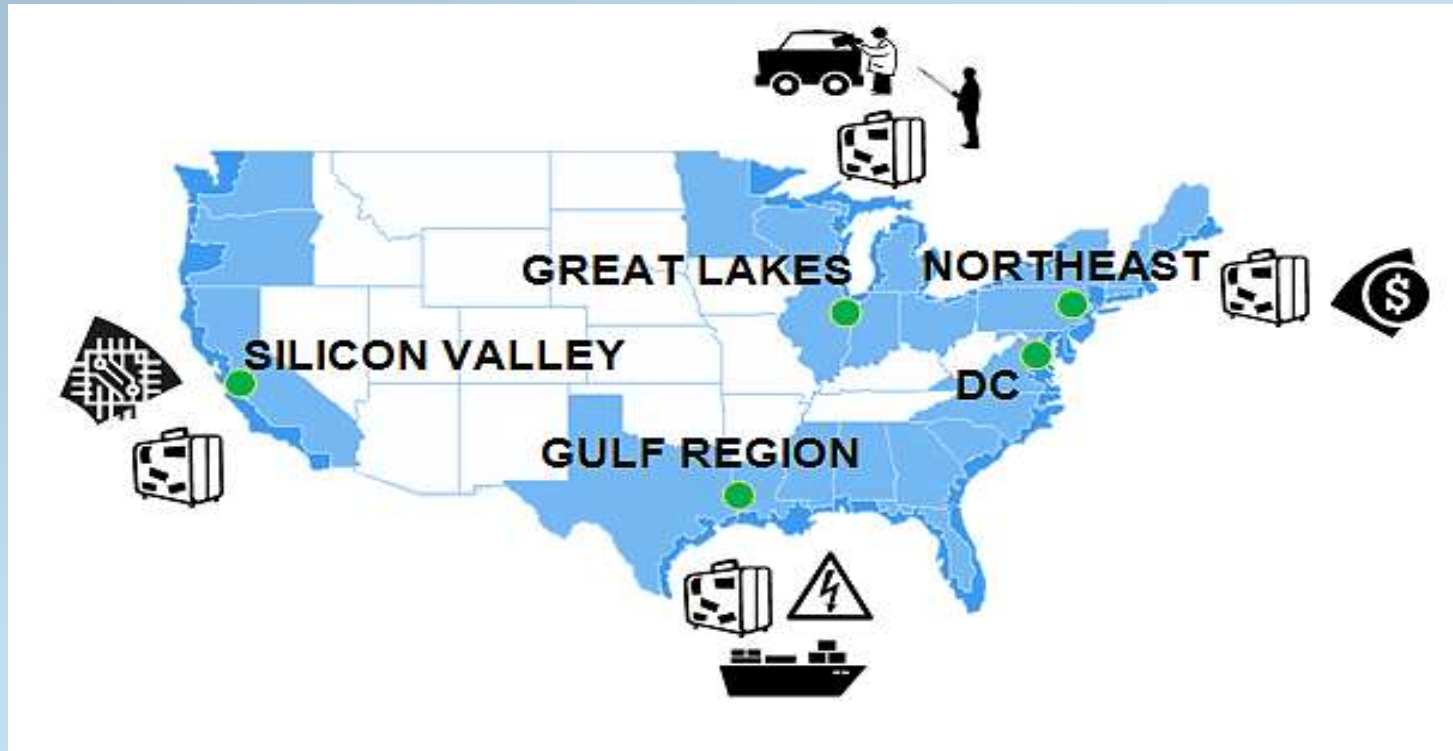 GREAT LAKES
NORTHEAST
SILICON VALLEY
DC
GULF REGION
$